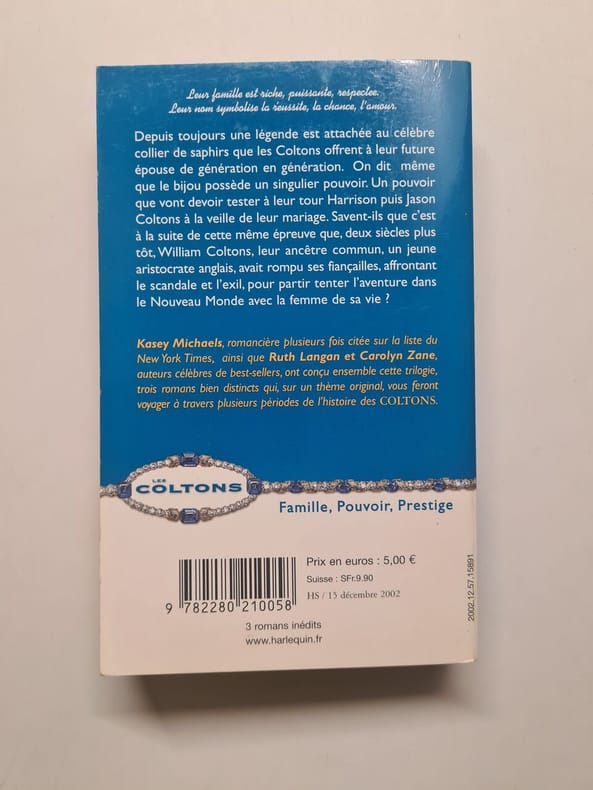 Leur famille est riche, puissante, respectée.
Leur nom symbolise la réussite, la chance, l'amour.
Depuis toujours une légende est attachée au célèbre
collier de saphirs que les Coltons offrent à leur future
épouse de génération en génération. On dit même
que le bijou possède un singulier pouvoir. Un pouvoir
que vont devoir tester à leur tour Harrison puis Jason
Coltons à la veille de leur mariage. Savent-ils que c'est
à la suite de cette même épreuve que, deux siècles plus
tôt, William Coltons, leur ancêtre commun, un jeune
aristocrate anglais, avait rompu ses fiançailles, affrontant
le scandale et l'exil, pour partir tenter l'aventure dans
le Nouveau Monde avec la femme de sa vie ?
Kasey Michaels, romancière plusieurs fois citée sur la liste du
New York Times, ainsi que Ruth Langan et Carolyn Zane,
auteurs célèbres de best-sellers, ont conçu ensemble cette trilogie,
trois romans bien distincts qui, sur un thème original, vous feront
voyager à travers plusieurs périodes de l'histoire des COLTONS.
LES
COLTONS
Famille, Pouvoir, Prestige
Prix en euros : 5,00 €
Suisse : SFr.9.90
HS / 15 décembre 2002
9 782280 210058
3 romans inédits
www.harlequin.fr
2002.12.57.15891